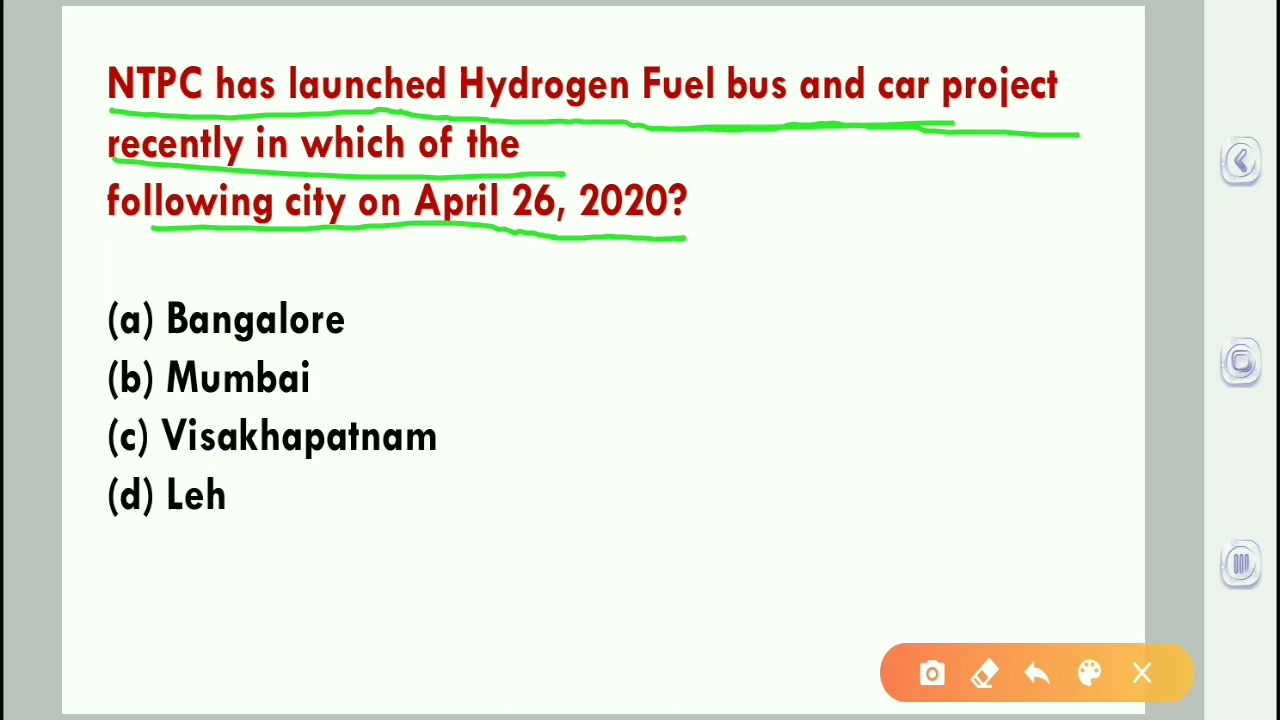 NTPC has launched Hydrogen Fuel bus and car project
recently in which of the
following city on April 26, 2020?
(a) Bangalore
(b) Mumbai
(c) Visakhapatnam
(d) Leh